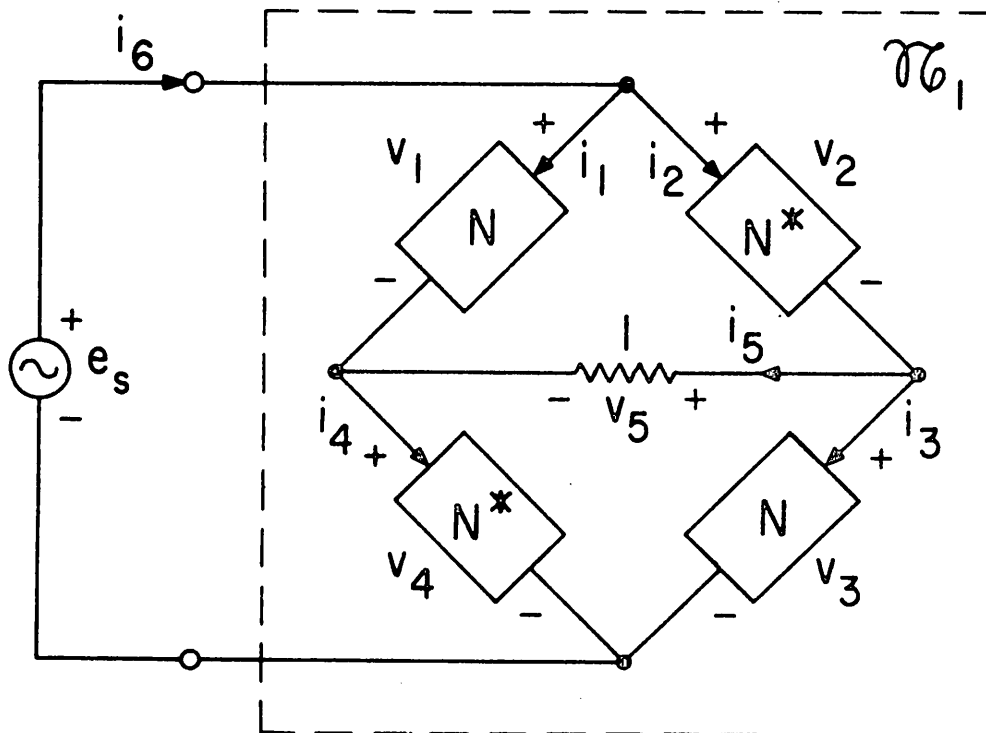 i₆
𝔑₁
+ +
v₁ i₁ i₂ v₂
N N*
- -
+ 1 i₅
eₛ - v₅ +
- i₄ i₃
+ +
N* N
v₄ v₃
- -